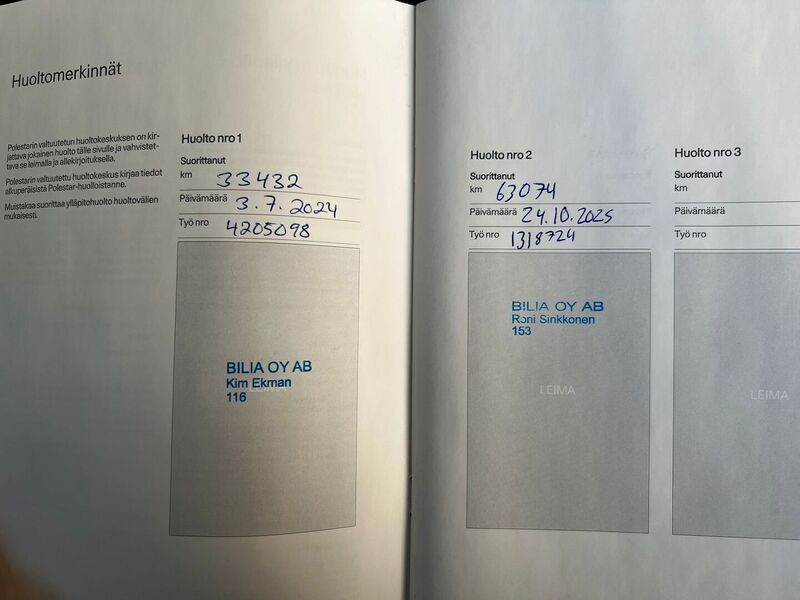 Huoltomerkinnät
Polestarin valtuutetun huoltokeskuksen on kir-
jattava jokainen huolto tälle sivulle ja vahvistet-
tava se leimalla ja allekirjoituksella.
Polestarin valtuutettu huoltokeskus kirjaa tiedot
alkuperäisistä Polestar-huolloistanne.
Muistakaa suorittaa ylläpitohuolto huoltovälien
mukaisesti.
Huolto nro 1
Suorittanut
km 33432
Päivämäärä 3.7.2024
Työ nro 4205098
BILIA OY AB
Kim Ekman
LEIMA
116
Huolto nro 2
Suorittanut
km 63074
Päivämäärä 24.10.2025
Työ nro 1318724
BILIA OY AB
Roni Sinkkonen
153
LEIMA
Huolto nro 3
Suorittanut
km
Päivämäärä
Työ nro
LEIMA